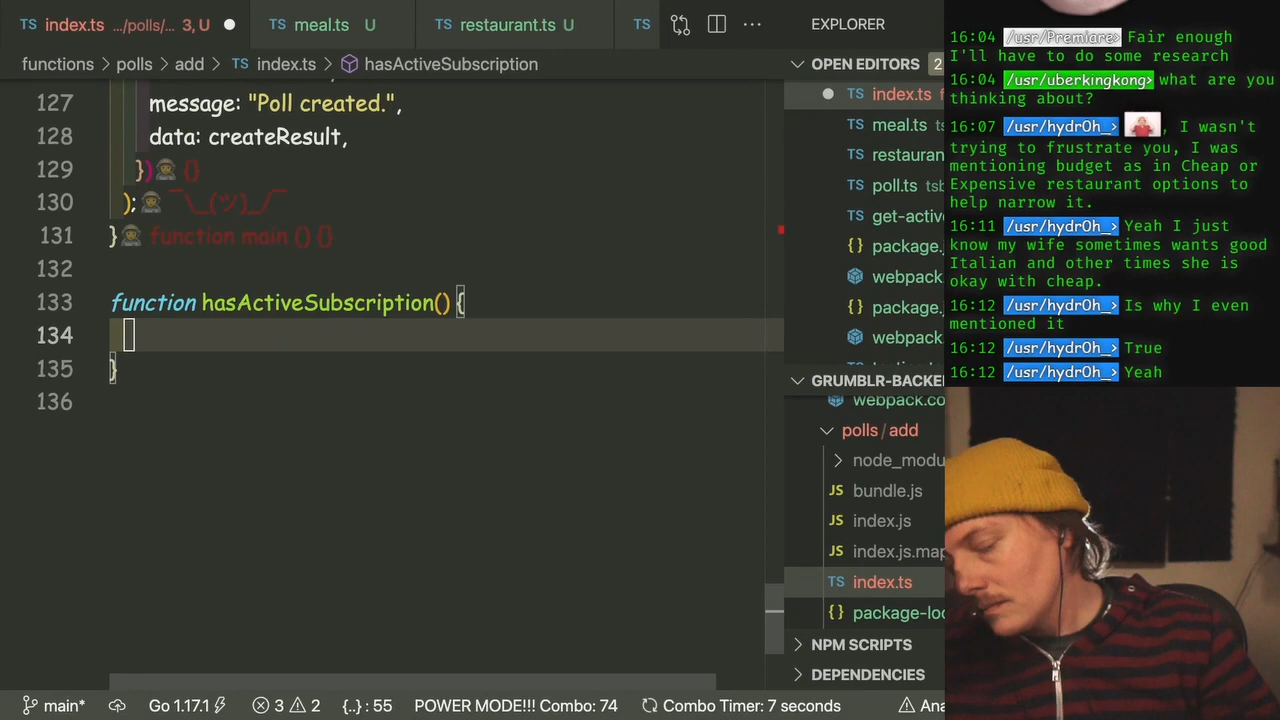 TS index.ts .../polls/... 3, U
TS meal.ts U
TS restaurant.ts U
TS
functions > polls > add > TS index.ts > hasActiveSubscription
127 message: "Poll created.",
128 data: createResult,
129 }) {}
130 ); ¯\_(ツ)_/¯
131 } function main () {}
132
133 function hasActiveSubscription() {
134
135 }
136
EXPLORER
OPEN EDITORS 2
TS index.ts f
TS meal.ts ts
TS restauran
TS poll.ts tsb
TS get-active
{} package.j
webpack.c
{} package.j
webpack.c
GRUMBLR-BACKE
webpack.co
polls / add
node_modu
JS bundle.js
JS index.js
JS index.js.map
TS index.ts
{} package-loc
NPM SCRIPTS
DEPENDENCIES
main* Go 1.17.1 3 2 {..} : 55 POWER MODE!!! Combo: 74 Combo Timer: 7 seconds Ana
16:04 /usr/Premiare> Fair enough
I'll have to do some research
16:04 /usr/uberkingkong> what are you
thinking about?
16:07 /usr/hydr0h_> , I wasn't
trying to frustrate you, I was
mentioning budget as in Cheap or
Expensive restaurant options to
help narrow it.
16:11 /usr/hydr0h_> Yeah I just
know my wife sometimes wants good
Italian and other times she is
okay with cheap.
16:12 /usr/hydr0h_> Is why I even
mentioned it
16:12 /usr/hydr0h_> True
16:12 /usr/hydr0h_> Yeah